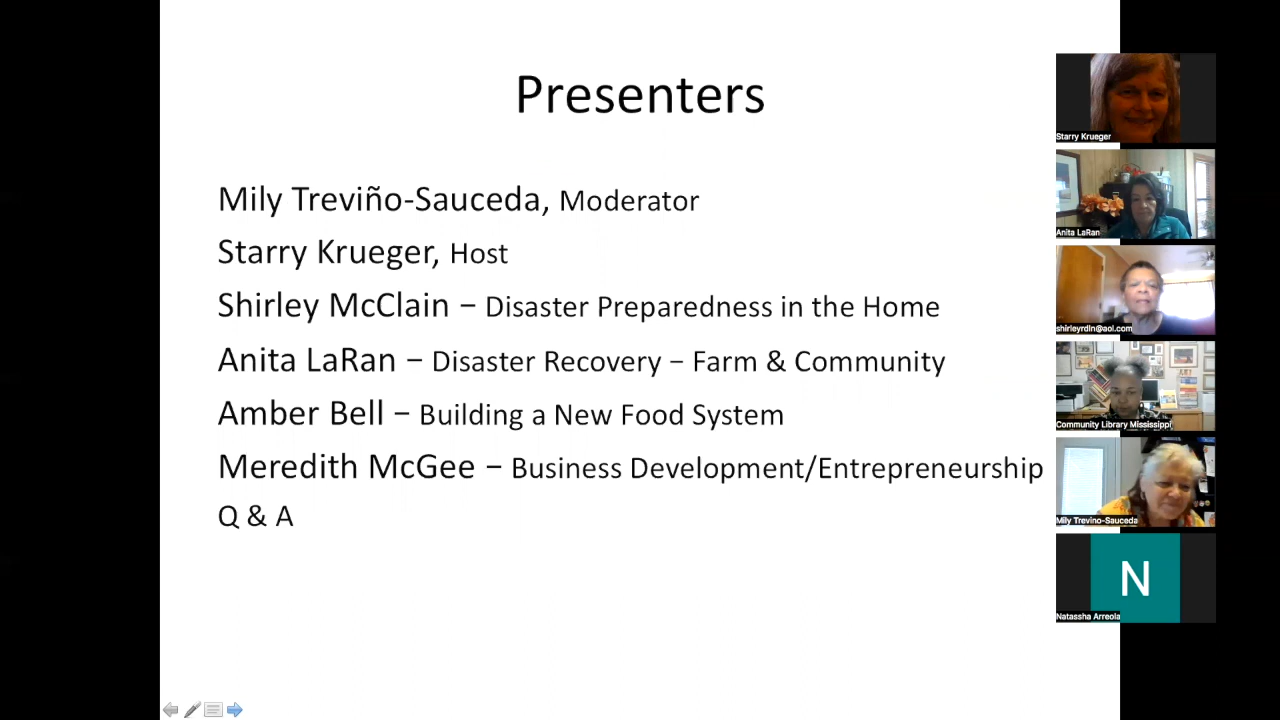 Presenters
Mily Treviño-Sauceda, Moderator
Starry Krueger, Host
Shirley McClain – Disaster Preparedness in the Home
Anita LaRan – Disaster Recovery – Farm & Community
Amber Bell – Building a New Food System
Meredith McGee – Business Development/Entrepreneurship
Q & A
Starry Krueger
Anita LaRan
shirleyrdln@aol.com
Community Library Mississippi
Mily Trevino-Sauceda
N
Natassha Arreola